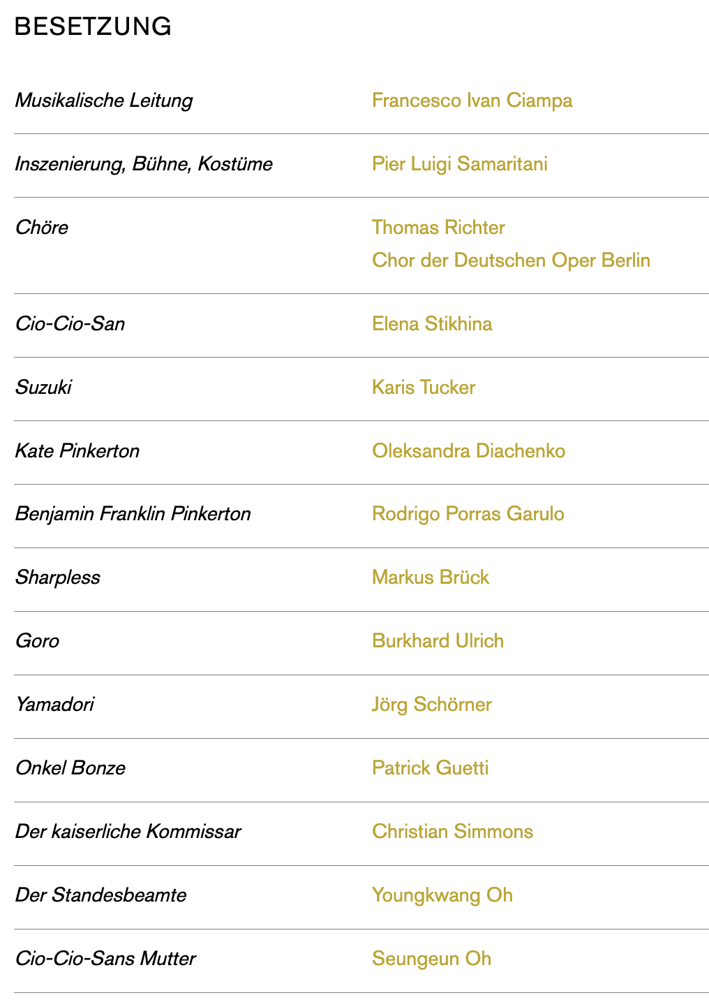 BESETZUNG
Musikalische Leitung Francesco Ivan Ciampa
Inszenierung, Bühne, Kostüme Pier Luigi Samaritani
Chöre Thomas Richter
Chor der Deutschen Oper Berlin
Cio-Cio-San Elena Stikhina
Suzuki Karis Tucker
Kate Pinkerton Oleksandra Diachenko
Benjamin Franklin Pinkerton Rodrigo Porras Garulo
Sharpless Markus Brück
Goro Burkhard Ulrich
Yamadori Jörg Schörner
Onkel Bonze Patrick Guetti
Der kaiserliche Kommissar Christian Simmons
Der Standesbeamte Youngkwang Oh
Cio-Cio-Sans Mutter Seungeun Oh